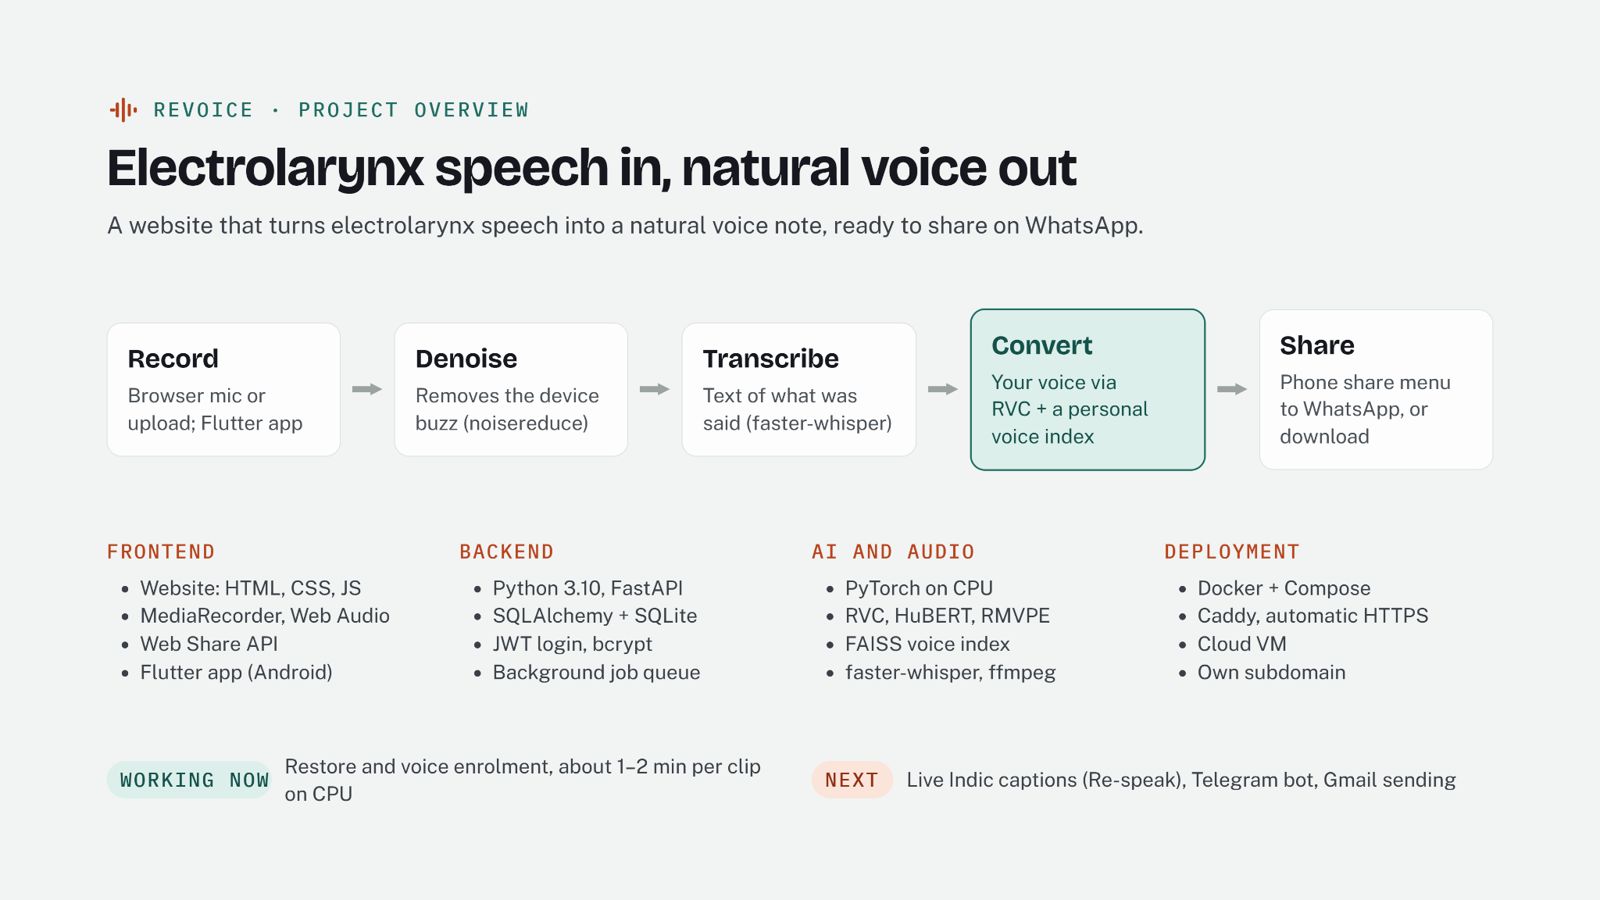 REVOICE · PROJECT OVERVIEW
Electrolarynx speech in, natural voice out
A website that turns electrolarynx speech into a natural voice note, ready to share on WhatsApp.
Record
Browser mic or
upload; Flutter app
Denoise
Removes the device
buzz (noisereduce)
Transcribe
Text of what was
said (faster-whisper)
Convert
Your voice via
RVC + a personal
voice index
Share
Phone share menu
to WhatsApp, or
download
FRONTEND
• Website: HTML, CSS, JS
• MediaRecorder, Web Audio
• Web Share API
• Flutter app (Android)
BACKEND
• Python 3.10, FastAPI
• SQLAlchemy + SQLite
• JWT login, bcrypt
• Background job queue
AI AND AUDIO
• PyTorch on CPU
• RVC, HuBERT, RMVPE
• FAISS voice index
• faster-whisper, ffmpeg
DEPLOYMENT
• Docker + Compose
• Caddy, automatic HTTPS
• Cloud VM
• Own subdomain
WORKING NOW
Restore and voice enrolment, about 1–2 min per clip
on CPU
NEXT
Live Indic captions (Re-speak), Telegram bot, Gmail sending